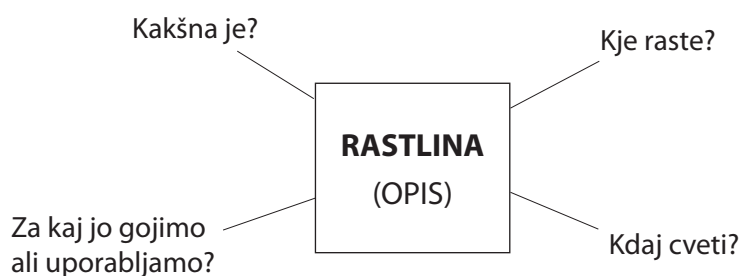 Kakšna je?
Kje raste?
RASTLINA
(OPIS)
Za kaj jo gojimo
ali uporabljamo?
Kdaj cveti?